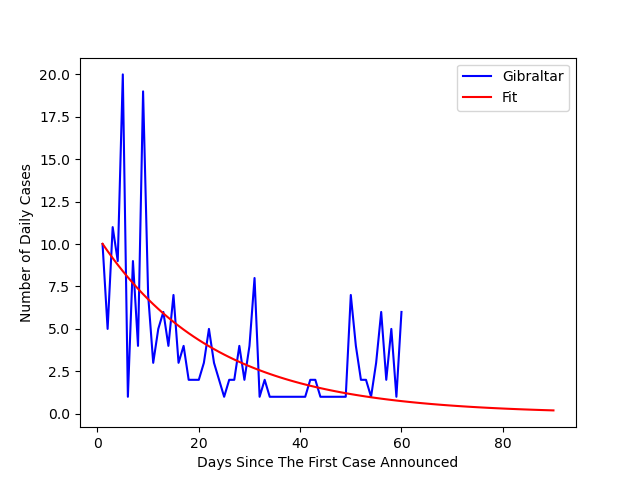 Gibraltar
Fit
Number of Daily Cases
20.0
17.5
15.0
12.5
10.0
7.5
5.0
2.5
0.0
0 20 40 60 80
Days Since The First Case Announced